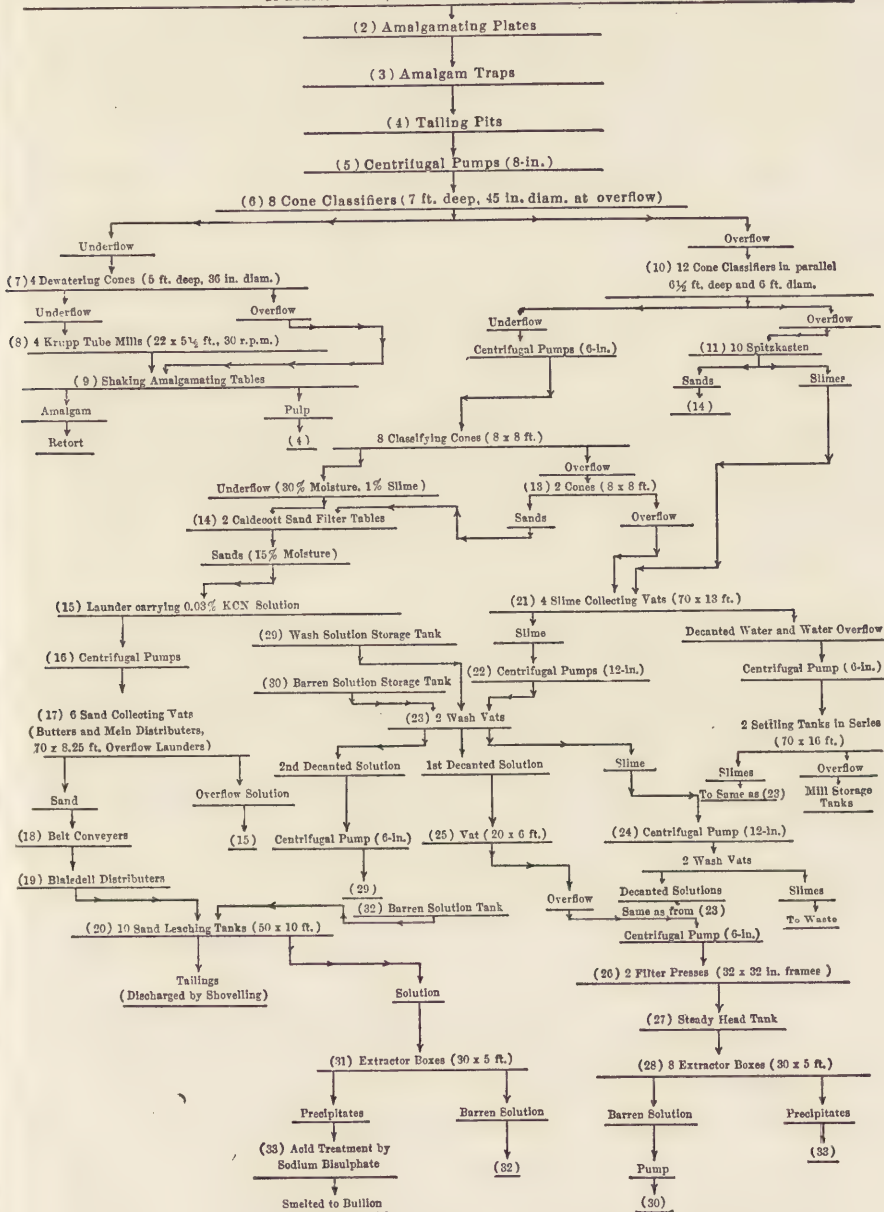 (2) Amalgamating Plates
(3) Amalgam Traps
(4) Tailing Pits
(5) Centrifugal Pumps (8-in.)
(6) 8 Cone Classifiers (7 ft. deep, 45 in. diam. at overflow)
Underflow
Overflow
(7) 4 Dewatering Cones (5 ft. deep, 36 in. diam.)
(10) 12 Cone Classifiers in parallel
6½ ft. deep and 6 ft. diam.
Underflow
Overflow
Underflow
Overflow
(8) 4 Krupp Tube Mills (22 x 5½ ft., 30 r.p.m.)
Centrifugal Pumps (6-in.)
(11) 10 Spitzkasten
(9) Shaking Amalgamating Tables
Sands
Slimes
Amalgam
Pulp
(14)
Retort
(4)
8 Classifying Cones (8 x 8 ft.)
Overflow
Underflow (30% Moisture, 1% Slime)
(13) 2 Cones (8 x 8 ft.)
(14) 2 Caldecott Sand Filter Tables
Sands
Overflow
Sands (15% Moisture)
(15) Launder carrying 0.03% KCN Solution
(21) 4 Slime Collecting Vats (70 x 13 ft.)
(29) Wash Solution Storage Tank
Slime
Decanted Water and Water Overflow
(16) Centrifugal Pumps
(22) Centrifugal Pumps (12-in.)
Centrifugal Pump (6-in.)
(30) Barren Solution Storage Tank
(17) 6 Sand Collecting Vats
(Butters and Mein Distributers,
70 x 8.25 ft. Overflow Launders)
(23) 2 Wash Vats
2 Settling Tanks in Series
(70 x 16 ft.)
2nd Decanted Solution
1st Decanted Solution
Slime
Slimes
Overflow
Sand
Overflow Solution
To Same as (23)
Mill Storage
Tanks
(18) Belt Conveyers
(15)
Centrifugal Pump (6-in.)
(25) Vat (20 x 6 ft.)
(24) Centrifugal Pump (12-in.)
2 Wash Vats
(19) Blaisdell Distributers
(29)
Overflow
Decanted Solutions
Slimes
(32) Barren Solution Tank
Same as from (23)
To Waste
(20) 10 Sand Leaching Tanks (50 x 10 ft.)
Centrifugal Pump (6-in.)
Tailings
(Discharged by Shovelling)
Solution
(26) 2 Filter Presses (32 x 32 in. frames)
(27) Steady Head Tank
(31) Extractor Boxes (30 x 5 ft.)
(28) 8 Extractor Boxes (30 x 5 ft.)
Precipitates
Barren Solution
Barren Solution
Precipitates
(33) Acid Treatment by
Sodium Bisulphate
(32)
Pump
(33)
Smelted to Bullion
(30)